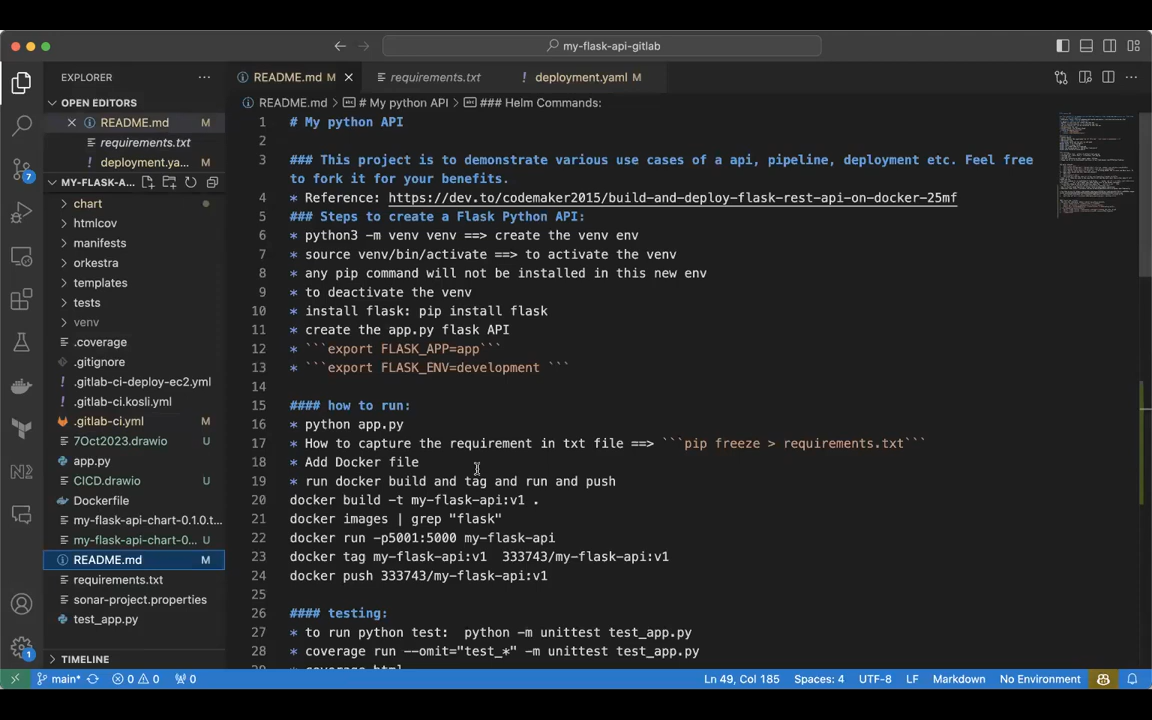 my-flask-api-gitlab
EXPLORER
OPEN EDITORS
README.md M
requirements.txt
deployment.ya... M
MY-FLASK-A...
chart
htmlcov
manifests
orkestra
templates
tests
venv
.coverage
.gitignore
.gitlab-ci-deploy-ec2.yml
.gitlab-ci.kosli.yml
.gitlab-ci.yml M
7Oct2023.drawio U
app.py
CICD.drawio U
Dockerfile
my-flask-api-chart-0.1.0.t...
my-flask-api-chart-0... U
README.md M
requirements.txt
sonar-project.properties
test_app.py
TIMELINE
README.md M
requirements.txt
deployment.yaml M
README.md > # My python API > ### Helm Commands:
1 # My python API
2
3 ### This project is to demonstrate various use cases of a api, pipeline, deployment etc. Feel free
to fork it for your benefits.
4 * Reference: https://dev.to/codemaker2015/build-and-deploy-flask-rest-api-on-docker-25mf
5 ### Steps to create a Flask Python API:
6 * python3 -m venv venv ==> create the venv env
7 * source venv/bin/activate ==> to activate the venv
8 * any pip command will not be installed in this new env
9 * to deactivate the venv
10 * install flask: pip install flask
11 * create the app.py flask API
12 * ```export FLASK_APP=app```
13 * ```export FLASK_ENV=development ```
14
15 #### how to run:
16 * python app.py
17 * How to capture the requirement in txt file ==> ```pip freeze > requirements.txt```
18 * Add Docker file
19 * run docker build and tag and run and push
20 docker build -t my-flask-api:v1 .
21 docker images | grep "flask"
22 docker run -p5001:5000 my-flask-api
23 docker tag my-flask-api:v1  333743/my-flask-api:v1
24 docker push 333743/my-flask-api:v1
25
26 #### testing:
27 * to run python test:  python -m unittest test_app.py
28 * coverage run --omit="test_*" -m unittest test_app.py
29 * coverage html
7
1
N2
main* 0 0 0
Ln 49, Col 185 Spaces: 4 UTF-8 LF Markdown No Environment